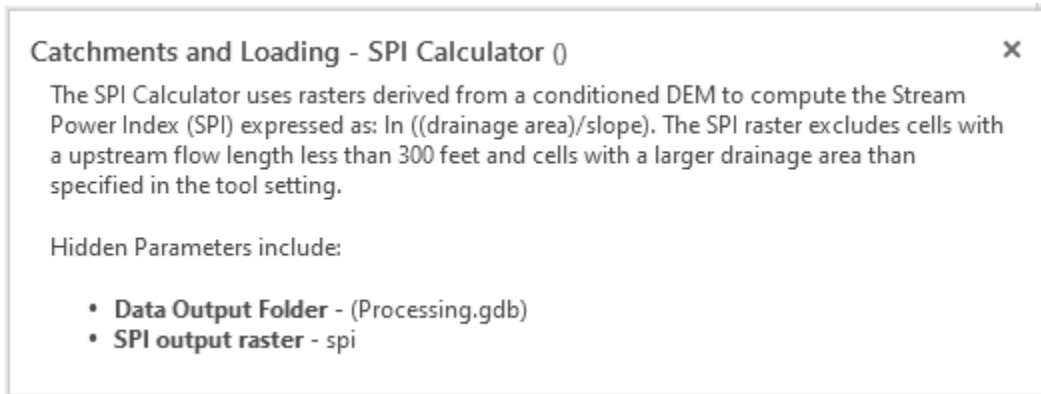 Catchments and Loading - SPI Calculator ()
×
The SPI Calculator uses rasters derived from a conditioned DEM to compute the Stream
Power Index (SPI) expressed as: ln ((drainage area)/slope). The SPI raster excludes cells with
a upstream flow length less than 300 feet and cells with a larger drainage area than
specified in the tool setting.
Hidden Parameters include:
• Data Output Folder - (Processing.gdb)
• SPI output raster - spi